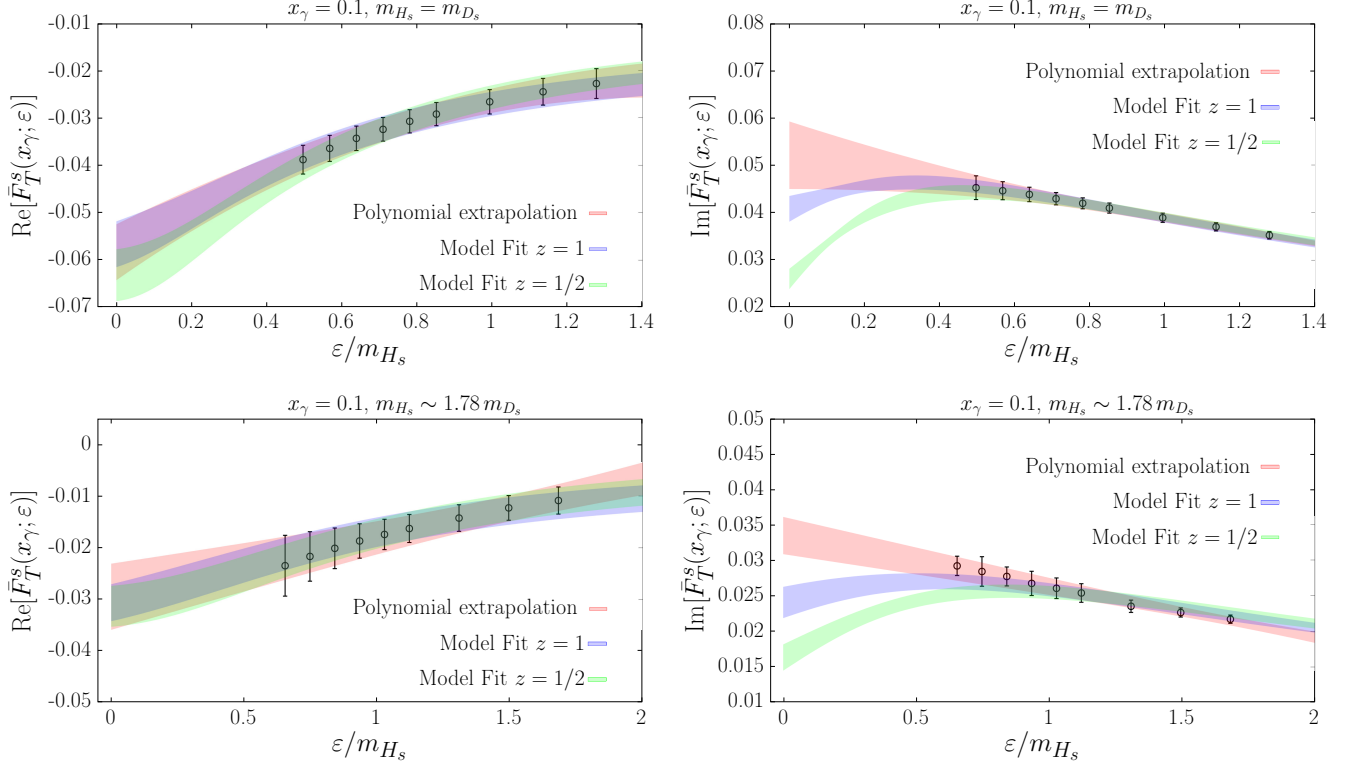 x_γ = 0.1, m_{H_s} = m_{D_s}
-0.01
-0.02
-0.03
-0.04
-0.05
-0.06
-0.07
Re[F̄_T^s(x_γ; ε)]
Polynomial extrapolation
Model Fit z = 1
Model Fit z = 1/2
0 0.2 0.4 0.6 0.8 1 1.2 1.4
ε/m_{H_s}
x_γ = 0.1, m_{H_s} = m_{D_s}
0.08
0.07
0.06
0.05
0.04
0.03
0.02
Im[F̄_T^s(x_γ; ε)]
Polynomial extrapolation
Model Fit z = 1
Model Fit z = 1/2
0 0.2 0.4 0.6 0.8 1 1.2 1.4
ε/m_{H_s}
x_γ = 0.1, m_{H_s} ∼ 1.78 m_{D_s}
0
-0.01
-0.02
-0.03
-0.04
-0.05
Re[F̄_T^s(x_γ; ε)]
Polynomial extrapolation
Model Fit z = 1
Model Fit z = 1/2
0 0.5 1 1.5 2
ε/m_{H_s}
x_γ = 0.1, m_{H_s} ∼ 1.78 m_{D_s}
0.05
0.045
0.04
0.035
0.03
0.025
0.02
0.015
0.01
Im[F̄_T^s(x_γ; ε)]
Polynomial extrapolation
Model Fit z = 1
Model Fit z = 1/2
0 0.5 1 1.5 2
ε/m_{H_s}